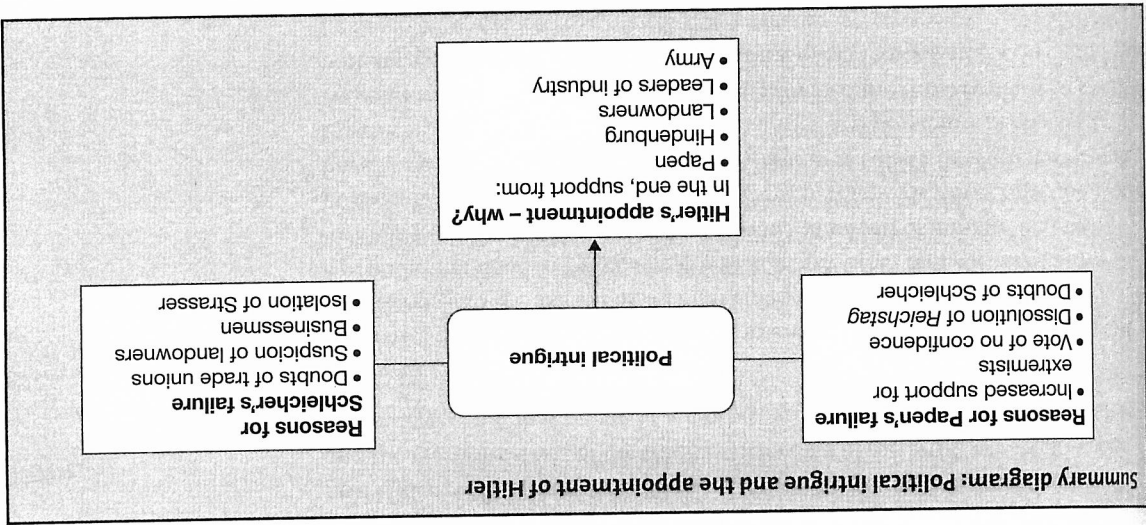 Summary diagram: Political intrigue and the appointment of Hitler
Reasons for Papen's failure
• Increased support for
extremists
• Vote of no confidence
• Dissolution of Reichstag
• Doubts of Schleicher
Political intrigue
Reasons for
Schleicher's failure
• Doubts of trade unions
• Suspicion of landowners
• Businessmen
• Isolation of Strasser
Hitler's appointment – why?
In the end, support from:
• Papen
• Hindenburg
• Landowners
• Leaders of industry
• Army